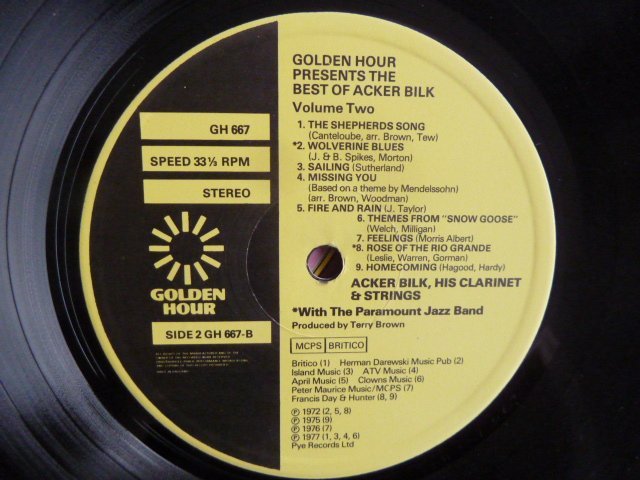 GOLDEN HOUR
PRESENTS THE
BEST OF ACKER BILK
Volume Two
1. THE SHEPHERDS SONG
(Canteloube, arr. Brown, Tew)
*2. WOLVERINE BLUES
(J. & B. Spikes, Morton)
3. SAILING (Sutherland)
4. MISSING YOU
(Based on a theme by Mendelssohn)
(arr. Brown, Woodman)
5. FIRE AND RAIN (J. Taylor)
6. THEMES FROM "SNOW GOOSE"
(Welch, Milligan)
7. FEELINGS (Morris Albert)
*8. ROSE OF THE RIO GRANDE
(Leslie, Warren, Gorman)
9. HOMECOMING (Hagood, Hardy)
ACKER BILK, HIS CLARINET
& STRINGS
*With The Paramount Jazz Band
Produced by Terry Brown
MCPS BRITICO
Britico (1) Herman Darewski Music Pub (2)
Island Music (3) ATV Music (4)
April Music (5) Clowns Music (6)
Peter Maurice Music/MCPS (7)
Francis Day & Hunter (8, 9)
℗ 1972 (2, 5, 8)
℗ 1975 (9)
℗ 1976 (7)
℗ 1977 (1, 3, 4, 6)
Pye Records Ltd
GH 667
SPEED 33⅓ RPM
STEREO
GOLDEN
HOUR
SIDE 2 GH 667-B